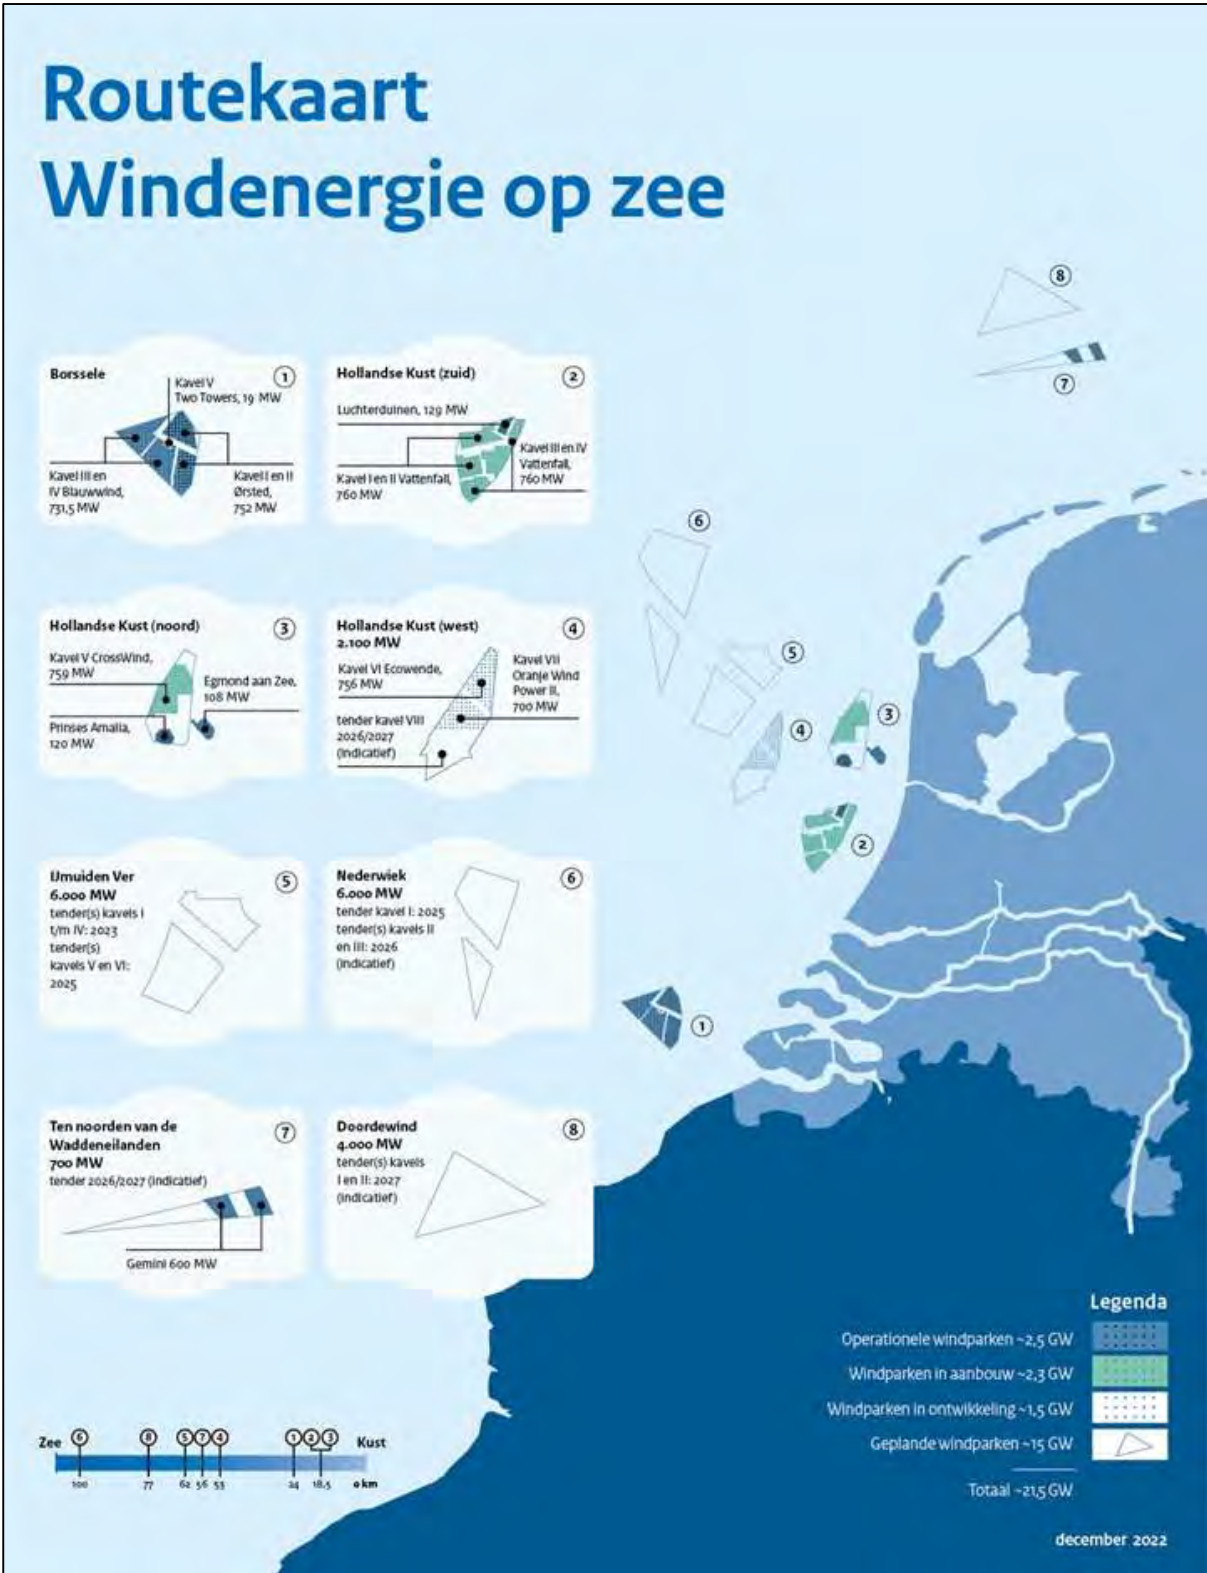 Routekaart
Windenergie op zee
Borssele
1
Kavel V
Two Towers, 19 MW
Kavel III en
IV Blauwwind,
731,5 MW
Kavel I en II
Ørsted,
752 MW
Hollandse Kust (zuid)
2
Luchterduinen, 129 MW
Kavel I en II Vattenfall,
760 MW
Kavel III en IV
Vattenfall,
760 MW
Hollandse Kust (noord)
3
Kavel V CrossWind,
759 MW
Egmond aan Zee,
108 MW
Prinses Amalia,
120 MW
Hollandse Kust (west)
2.100 MW
4
Kavel VI Ecowende,
756 MW
Kavel VII
Oranje Wind
Power II,
700 MW
tender kavel VIII
2026/2027
(indicatief)
IJmuiden Ver
6.000 MW
5
tender(s) kavels I
t/m IV: 2023
tender(s)
kavels V en VI:
2025
Nederwiek
6.000 MW
6
tender kavel I: 2025
tender(s) kavels II
en III: 2026
(indicatief)
Ten noorden van de
Waddeneilanden
700 MW
7
tender 2026/2027 (indicatief)
Gemini 600 MW
Doordewind
4.000 MW
8
tender(s) kavels
I en II: 2027
(indicatief)
8
7
6
5
4
3
2
1
Legenda
Operationele windparken ~2,5 GW
Windparken in aanbouw ~2,3 GW
Windparken in ontwikkeling ~1,5 GW
Geplande windparken ~15 GW
Totaal ~21,5 GW
Zee 6 8 5 7 4 1 2 3 Kust
100 77 62 56 53 24 18,5 0 km
december 2022